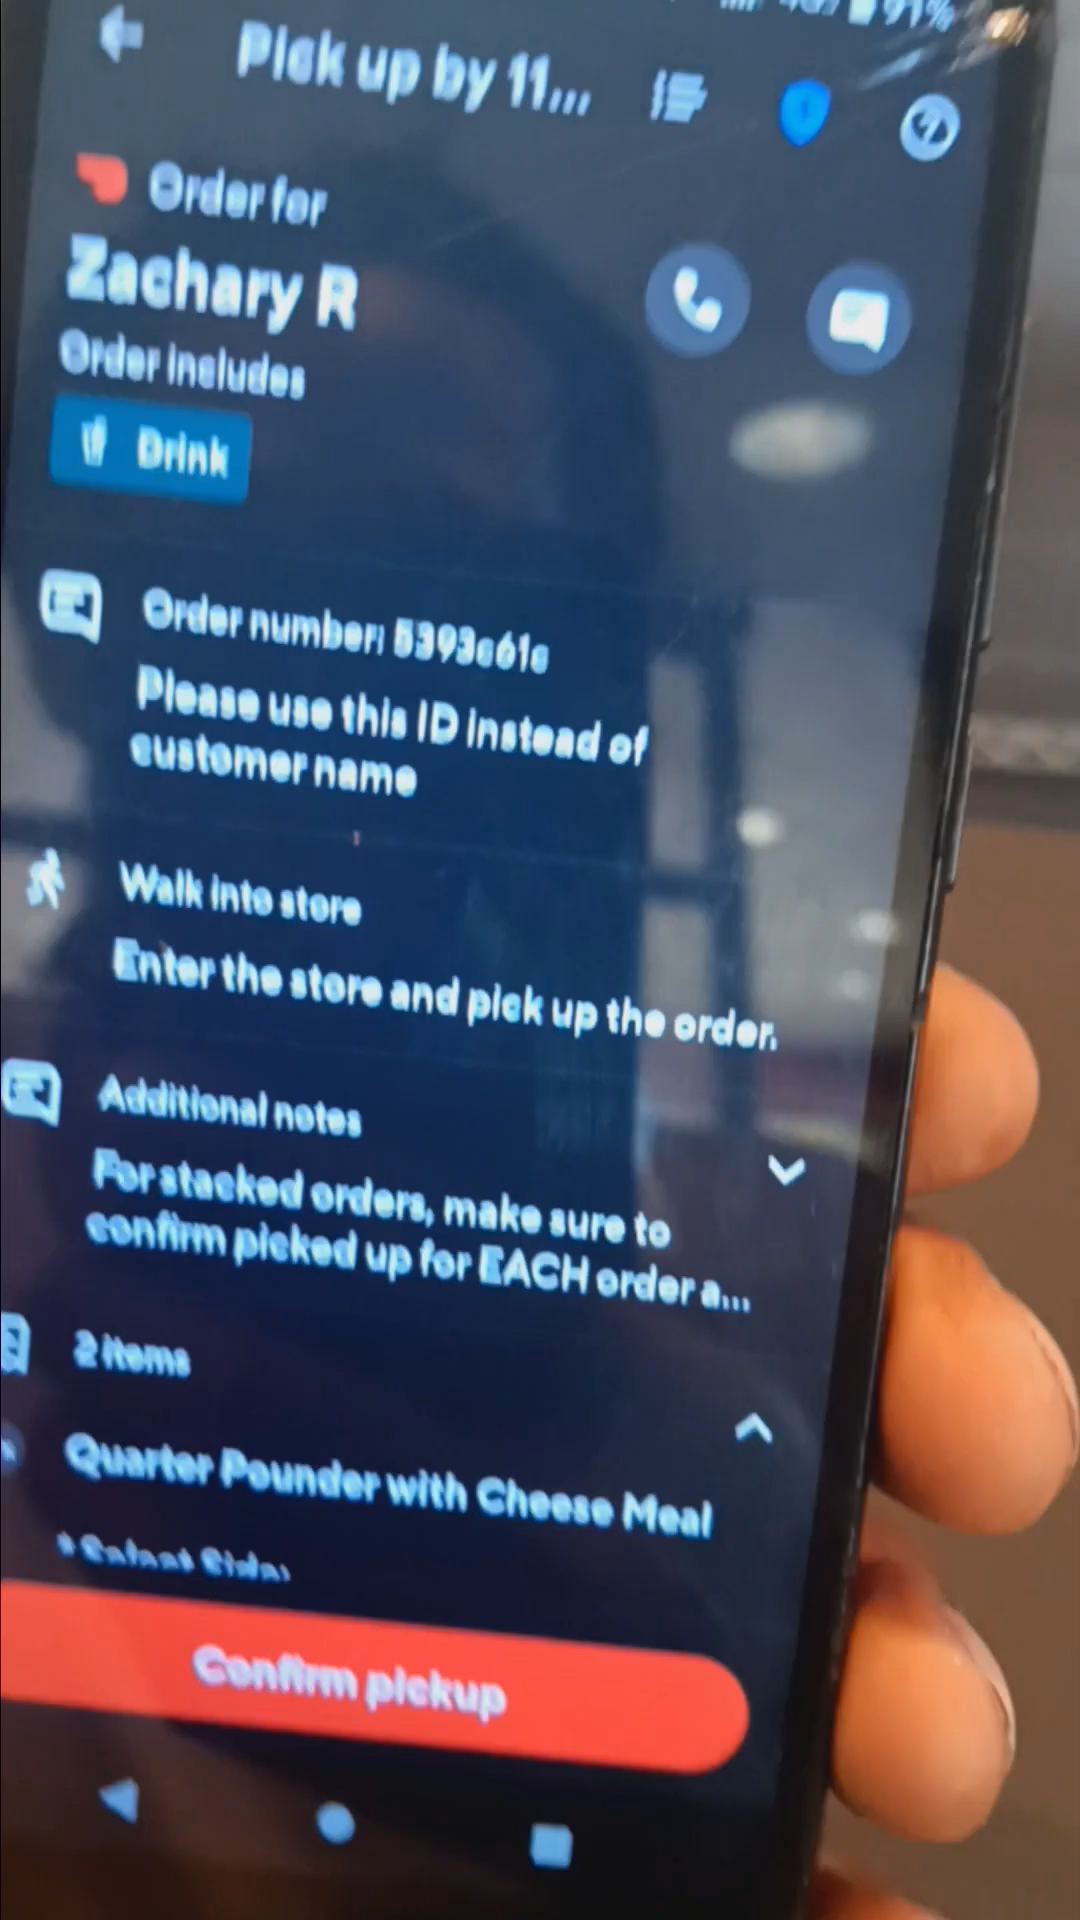 91%
Pick up by 11...
Order for
Zachary R
Order includes
Drink
Order number: 5393c61c
Please use this ID instead of
customer name
Walk into store
Enter the store and pick up the order.
Additional notes
For stacked orders, make sure to
confirm picked up for EACH order a...
2 items
Quarter Pounder with Cheese Meal
Confirm pickup